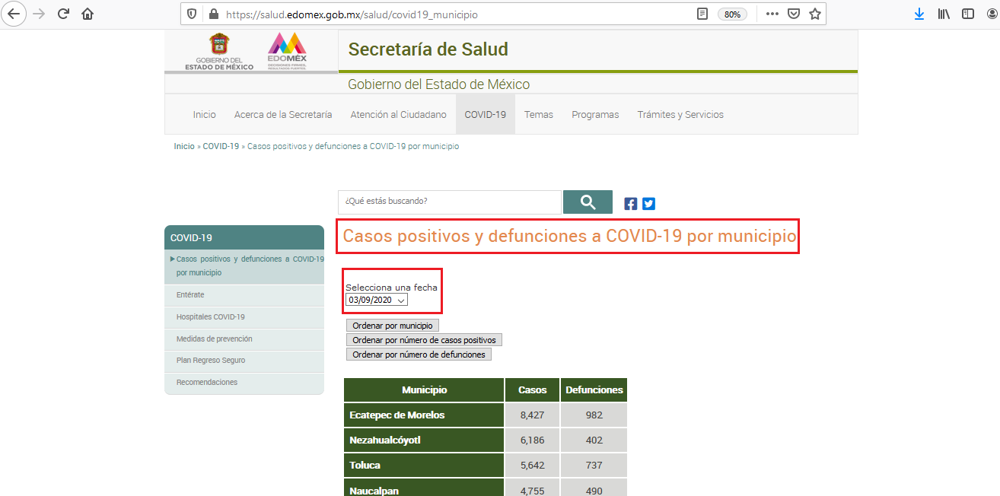 https://salud.edomex.gob.mx/salud/covid19_municipio
80%
GOBIERNO DEL
ESTADO DE MÉXICO
EDOMÉX
DECISIONES FIRMES,
RESULTADOS FUERTES.
Secretaría de Salud
Gobierno del Estado de México
Inicio Acerca de la Secretaría Atención al Ciudadano COVID-19 Temas Programas Trámites y Servicios
Inicio » COVID-19 » Casos positivos y defunciones a COVID-19 por municipio
¿Qué estás buscando?
COVID-19
Casos positivos y defunciones a COVID-19
por municipio
Entérate
Hospitales COVID-19
Medidas de prevención
Plan Regreso Seguro
Recomendaciones
Casos positivos y defunciones a COVID-19 por municipio
Selecciona una fecha
03/09/2020
Ordenar por municipio
Ordenar por número de casos positivos
Ordenar por número de defunciones
Municipio Casos Defunciones
Ecatepec de Morelos 8,427 982
Nezahualcóyotl 6,186 402
Toluca 5,642 737
Naucalpan 4,755 490